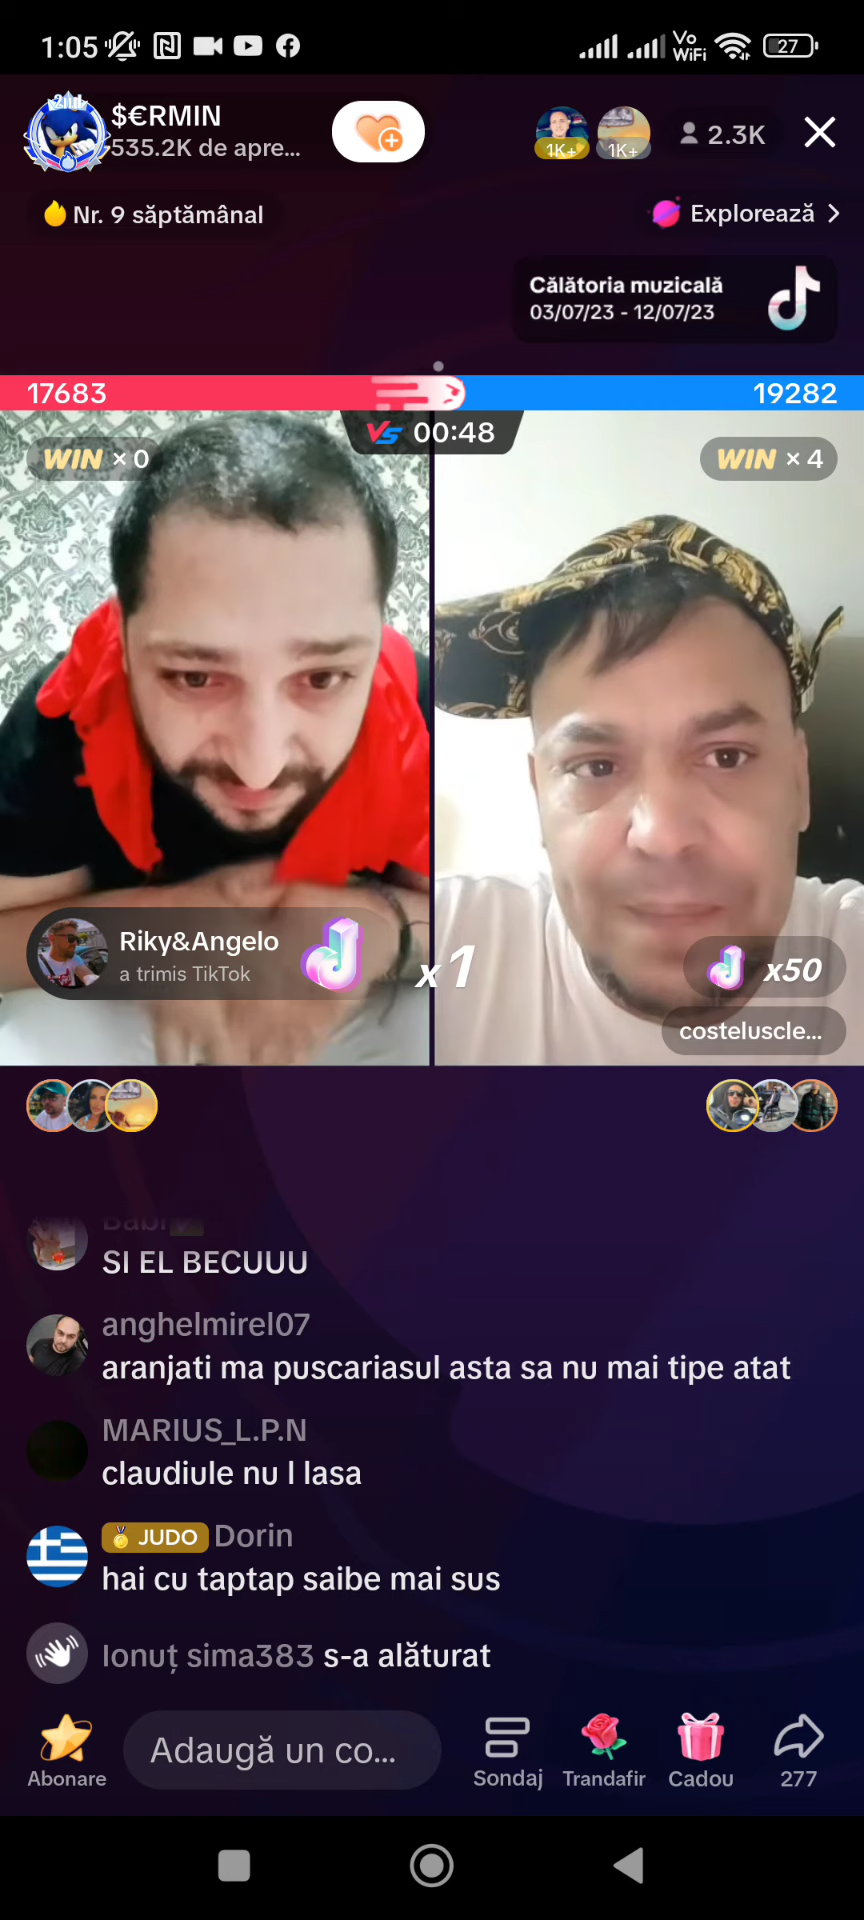 1:05
Vo
WiFi
27
2nd
$€RMIN
535.2K de apre...
1K+
1K+
2.3K
Nr. 9 săptămânal
Explorează
Călătoria muzicală
03/07/23 - 12/07/23
17683
19282
VS 00:48
WIN × 0
WIN × 4
Riky&Angelo
a trimis TikTok
x1
x50
costeluscle...
Babi
SI EL BECUUU
anghelmirel07
aranjati ma puscariasul asta sa nu mai tipe atat
MARIUS_L.P.N
claudiule nu l lasa
JUDO Dorin
hai cu taptap saibe mai sus
Ionuț sima383 s-a alăturat
Abonare
Adaugă un co...
Sondaj
Trandafir
Cadou
277